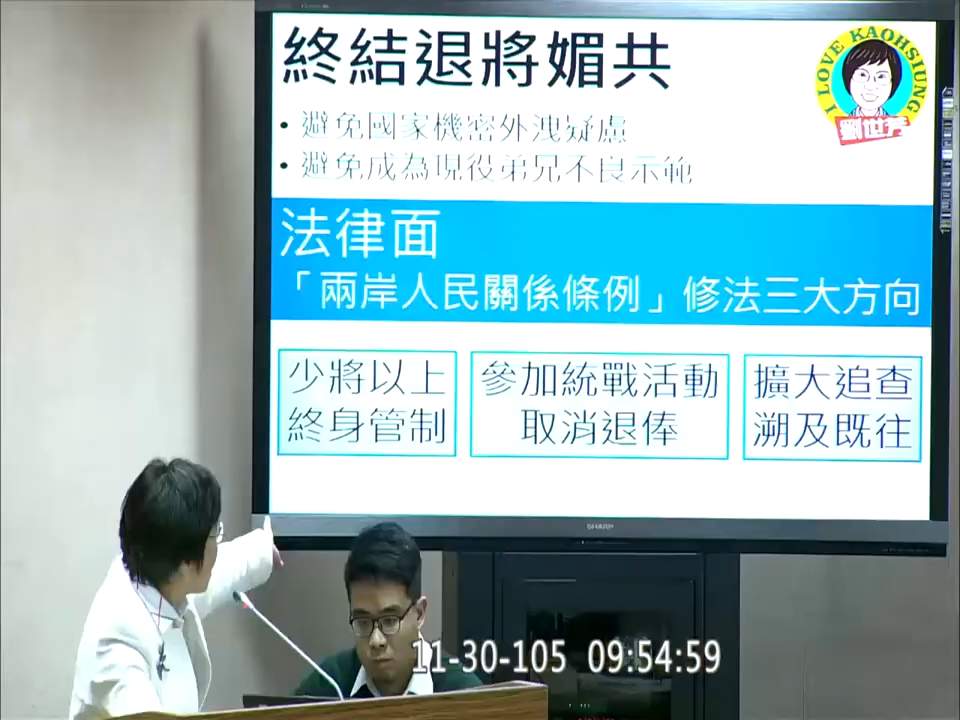 終結退將媚共
I LOVE KAOHSIUNG
劉世芳
• 避免國家機密外洩疑慮
• 避免成為現役弟兄不良示範
法律面
「兩岸人民關係條例」修法三大方向
少將以上
終身管制
參加統戰活動
取消退俸
擴大追查
溯及既往
SHARP
11-30-105 09:54:59